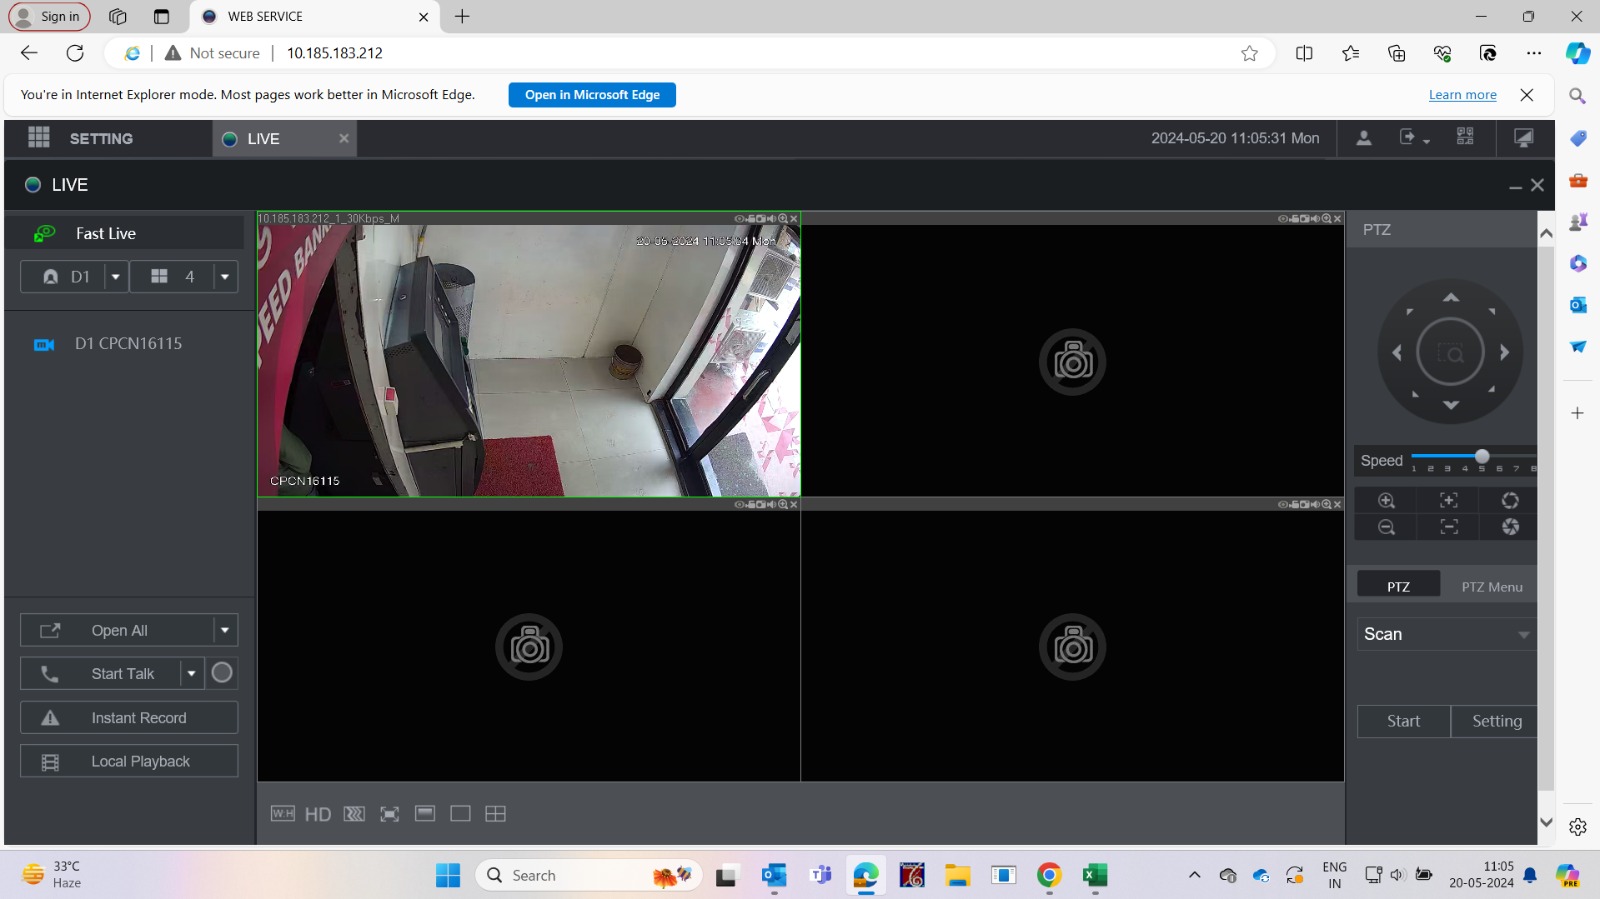 Sign in
WEB SERVICE
Not secure
10.185.183.212
You're in Internet Explorer mode. Most pages work better in Microsoft Edge.
Open in Microsoft Edge
Learn more
SETTING
LIVE
2024-05-20 11:05:31 Mon
LIVE
Fast Live
D1
4
D1 CPCN16115
10.185.183.212_1_30Kbps_M
20-05-2024 11:05:04 Mon
PEED BANK
CPCN16115
PTZ
Speed
1 2 3 4 5 6 7 8
PTZ
PTZ Menu
Scan
Start
Setting
Open All
Start Talk
Instant Record
Local Playback
W:H
HD
33°C
Haze
Search
ENG
IN
11:05
20-05-2024
PRE